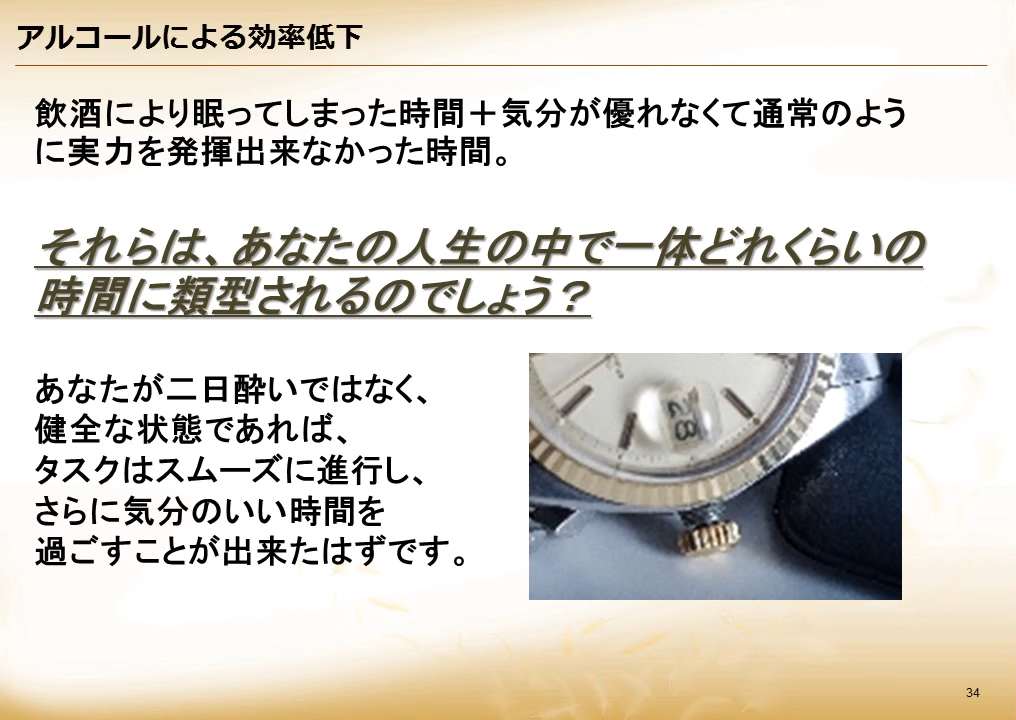 アルコールによる効率低下
飲酒により眠ってしまった時間＋気分が優れなくて通常のよう
に実力を発揮出来なかった時間。
それらは、あなたの人生の中で一体どれくらいの
時間に類型されるのでしょう？
あなたが二日酔いではなく、
健全な状態であれば、
タスクはスムーズに進行し、
さらに気分のいい時間を
過ごすことが出来たはずです。
28
34